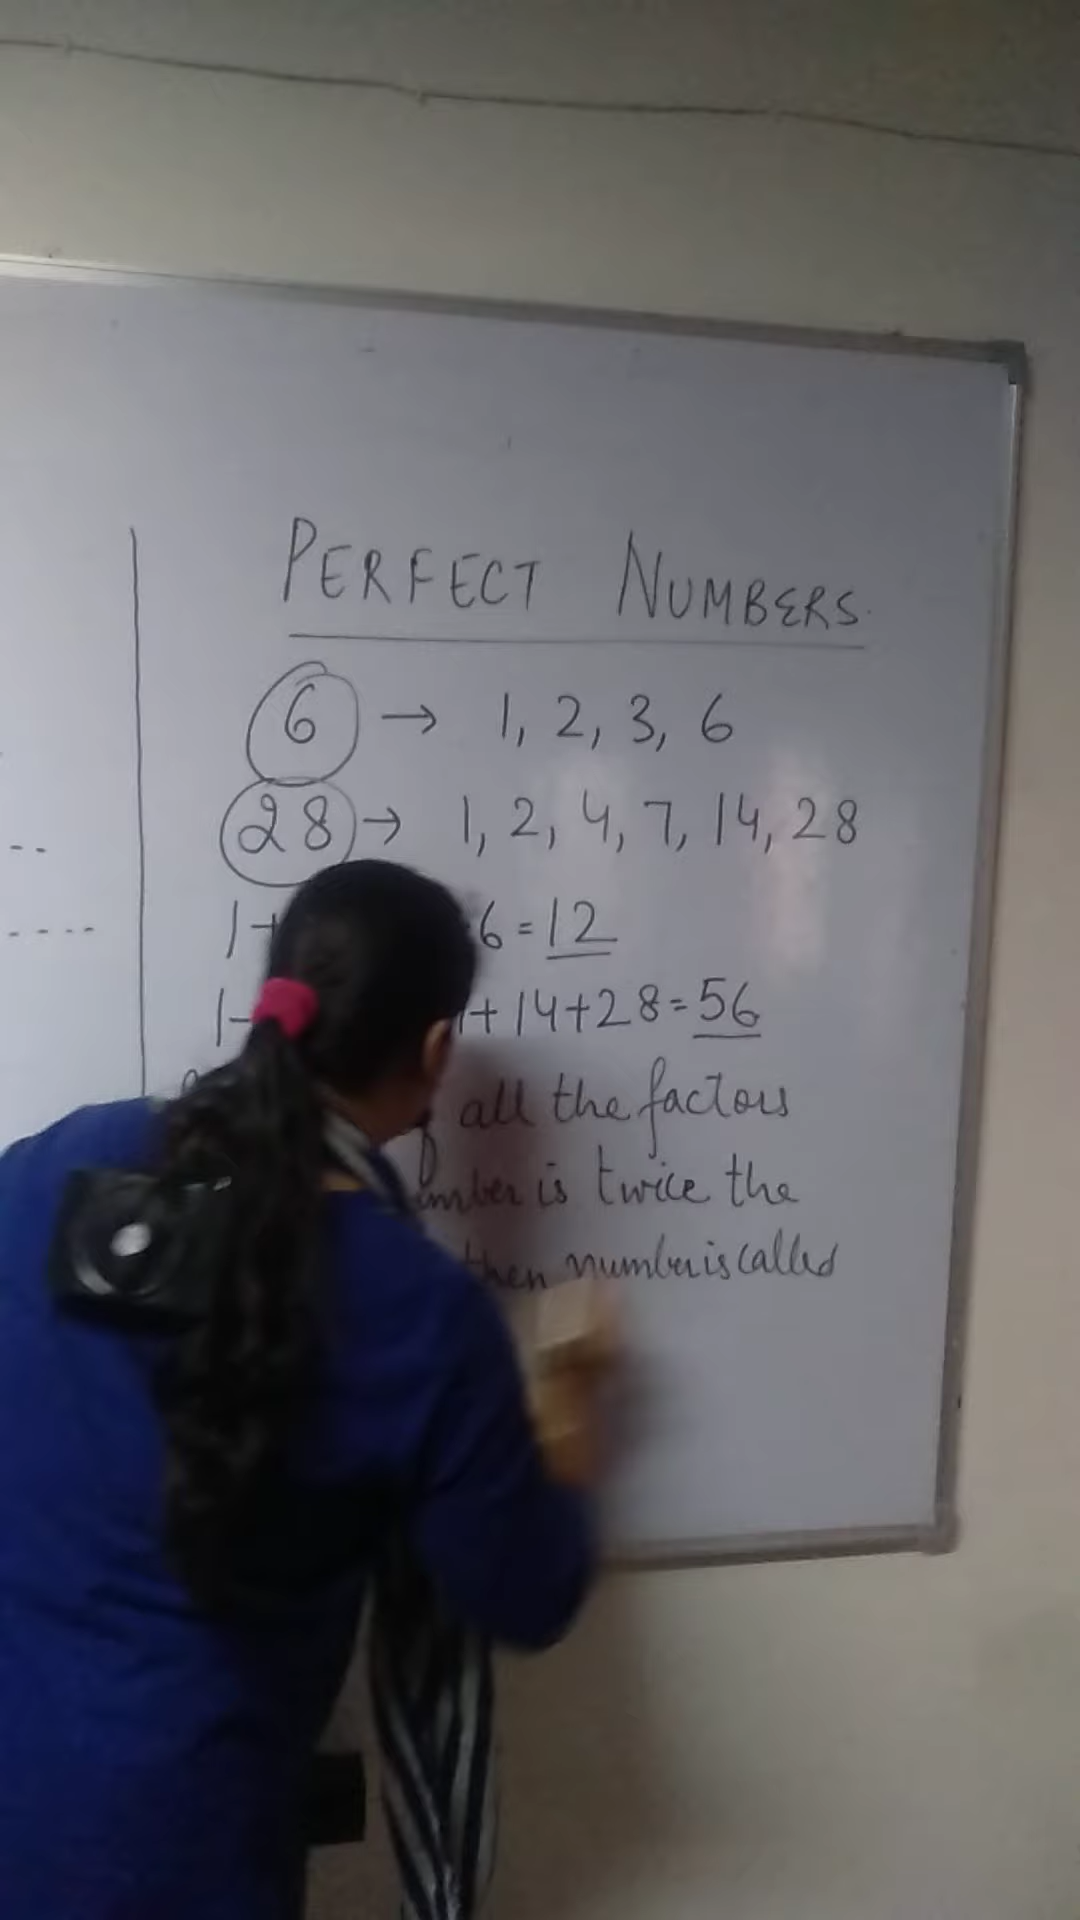 PERFECT NUMBERS.
6 → 1, 2, 3, 6
28 → 1, 2, 4, 7, 14, 28
1+ 6 = 12
1+ + 14 + 28 = 56
all the factors
is twice the
then number is called